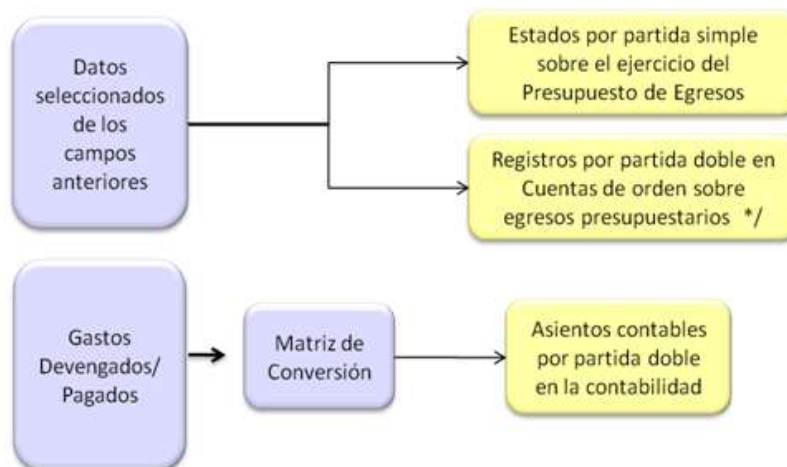 Datos
seleccionados
de los
campos
anteriores
Estados por partida simple
sobre el ejercicio del
Presupuesto de Egresos
Registros por partida doble en
Cuentas de orden sobre
egresos presupuestarios */
Gastos
Devengados/
Pagados
Matriz de
Conversión
Asientos contables
por partida doble
en la contabilidad